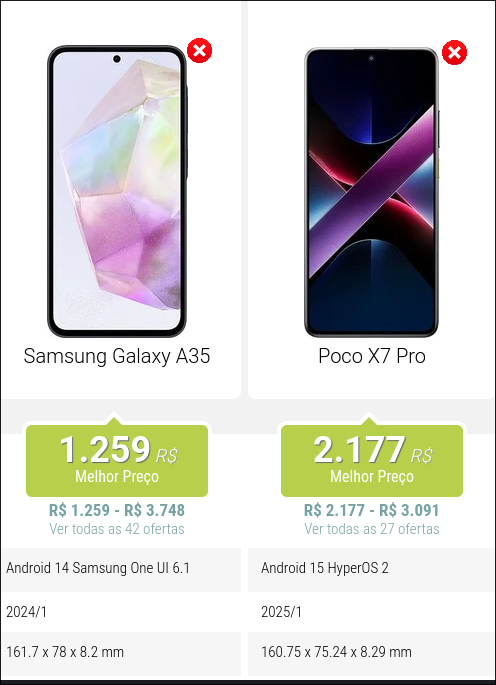 Samsung Galaxy A35
Poco X7 Pro
1.259 R$
Melhor Preço
2.177 R$
Melhor Preço
R$ 1.259 - R$ 3.748
Ver todas as 42 ofertas
R$ 2.177 - R$ 3.091
Ver todas as 27 ofertas
Android 14 Samsung One UI 6.1
Android 15 HyperOS 2
2024/1
2025/1
161.7 x 78 x 8.2 mm
160.75 x 75.24 x 8.29 mm